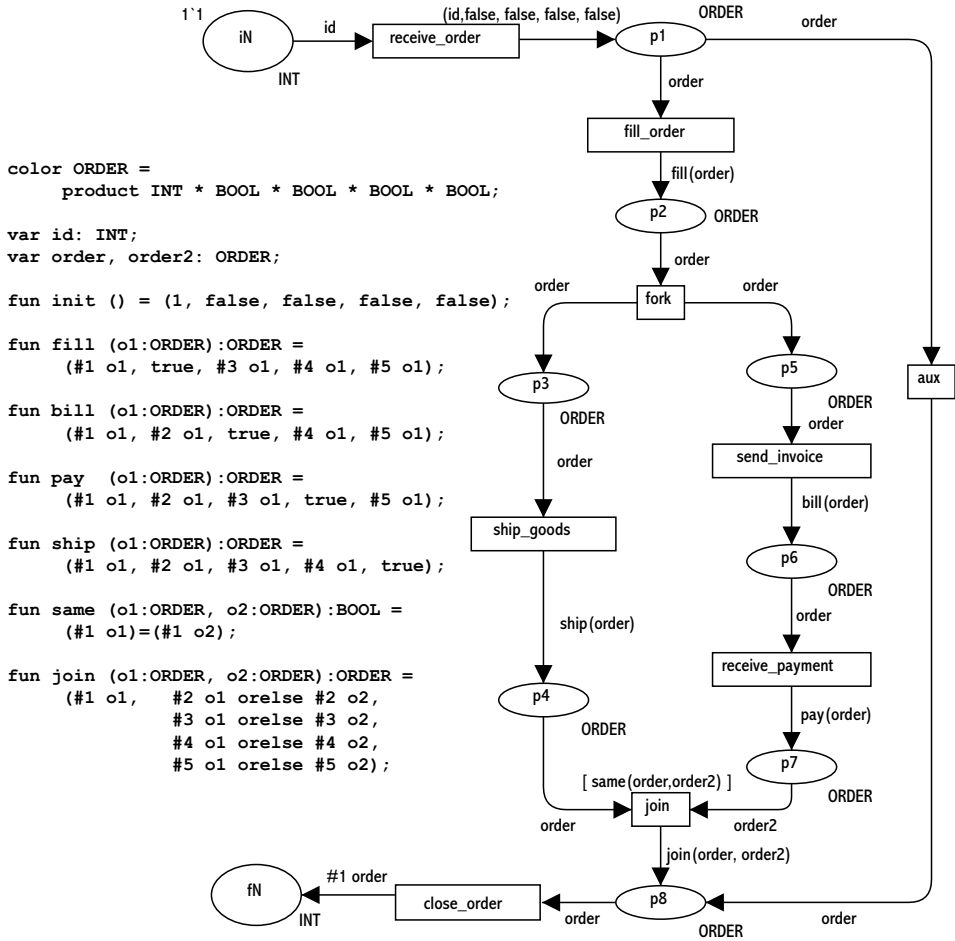 1`1
iN
INT
id
receive_order
(id,false, false, false, false)
ORDER
p1
order
order
fill_order
fill(order)
p2
ORDER
order
order
fork
order
p3
ORDER
p5
ORDER
aux
order
order
send_invoice
bill(order)
ship_goods
p6
ORDER
order
ship(order)
receive_payment
pay(order)
p4
ORDER
p7
ORDER
[ same(order,order2) ]
join
order
order2
join(order, order2)
#1 order
fN
INT
close_order
order
p8
ORDER
order
color ORDER =
product INT * BOOL * BOOL * BOOL * BOOL;
var id: INT;
var order, order2: ORDER;
fun init () = (1, false, false, false, false);
fun fill (o1:ORDER):ORDER =
(#1 o1, true, #3 o1, #4 o1, #5 o1);
fun bill (o1:ORDER):ORDER =
(#1 o1, #2 o1, true, #4 o1, #5 o1);
fun pay  (o1:ORDER):ORDER =
(#1 o1, #2 o1, #3 o1, true, #5 o1);
fun ship (o1:ORDER):ORDER =
(#1 o1, #2 o1, #3 o1, #4 o1, true);
fun same (o1:ORDER, o2:ORDER):BOOL =
(#1 o1)=(#1 o2);
fun join (o1:ORDER, o2:ORDER):ORDER =
(#1 o1,   #2 o1 orelse #2 o2,
#3 o1 orelse #3 o2,
#4 o1 orelse #4 o2,
#5 o1 orelse #5 o2);